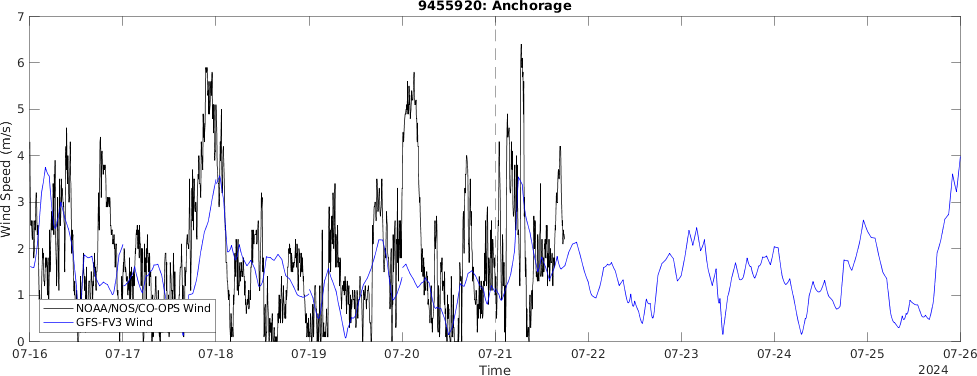 9455920: Anchorage
7
6
5
4
3
2
1
0
Wind Speed (m/s)
NOAA/NOS/CO-OPS Wind
GFS-FV3 Wind
07-16 07-17 07-18 07-19 07-20 07-21 07-22 07-23 07-24 07-25 07-26
Time
2024